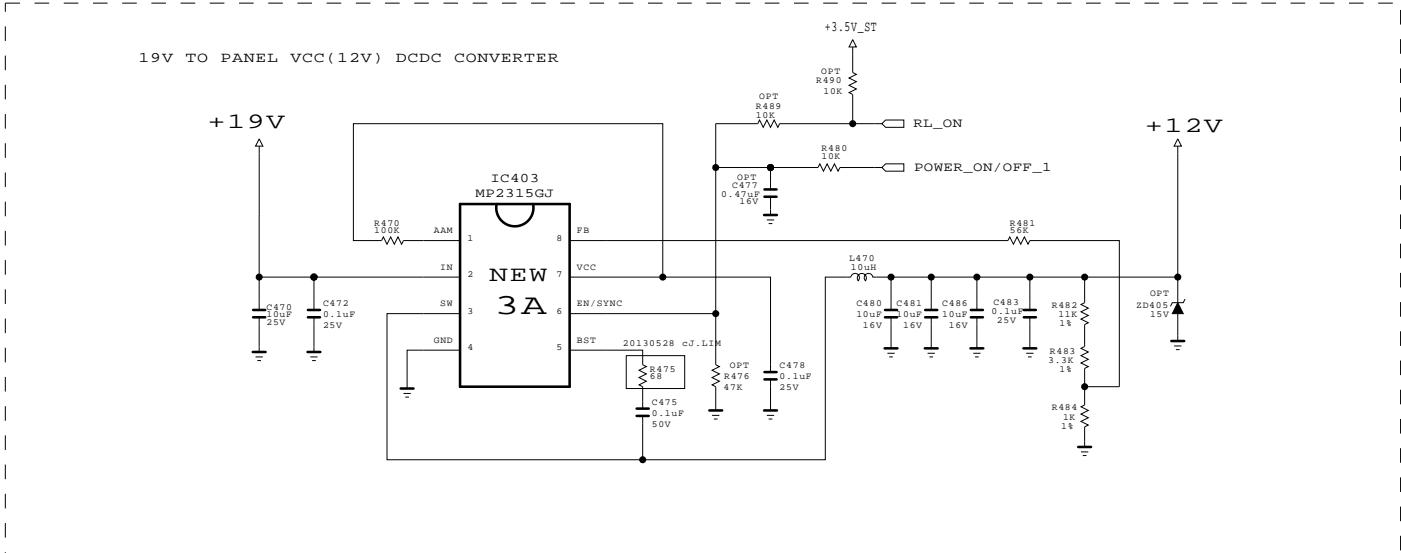 +3.5V_ST
19V TO PANEL VCC(12V) DCDC CONVERTER
OPT
R490
10K
OPT
R489
10K
RL_ON
+19V
+12V
R480
10K
POWER_ON/OFF_1
OPT
C477
0.47uF
16V
IC403
MP2315GJ
R470
100K
AAM
1
8
FB
R481
56K
IN
2
NEW
7
VCC
L470
10uH
C470
10uF
25V
C472
0.1uF
25V
SW
3
3A
6
EN/SYNC
C480
10uF
16V
C481
10uF
16V
C486
10uF
16V
C483
0.1uF
25V
R482
11K
1%
OPT
ZD405
15V
GND
4
5
BST
20130528 cJ.LIM
R475
68
OPT
R476
47K
C478
0.1uF
25V
R483
3.3K
1%
C475
0.1uF
50V
R484
1K
1%